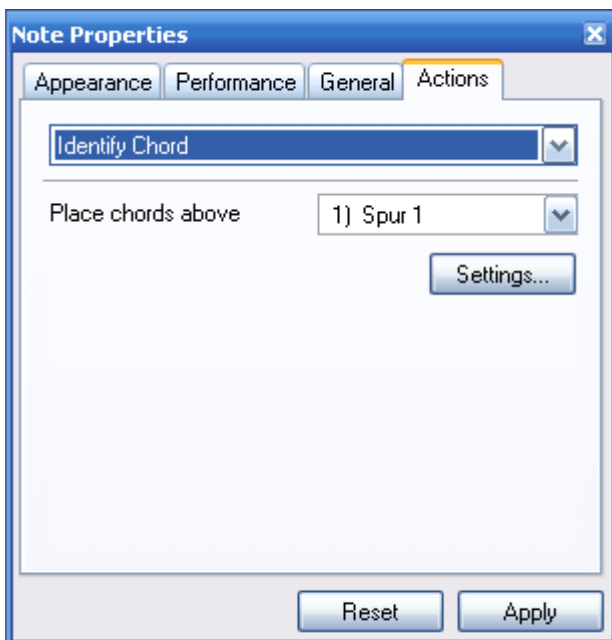 Note Properties
Appearance Performance General Actions
Identify Chord
Place chords above 1) Spur 1
Settings...
Reset Apply